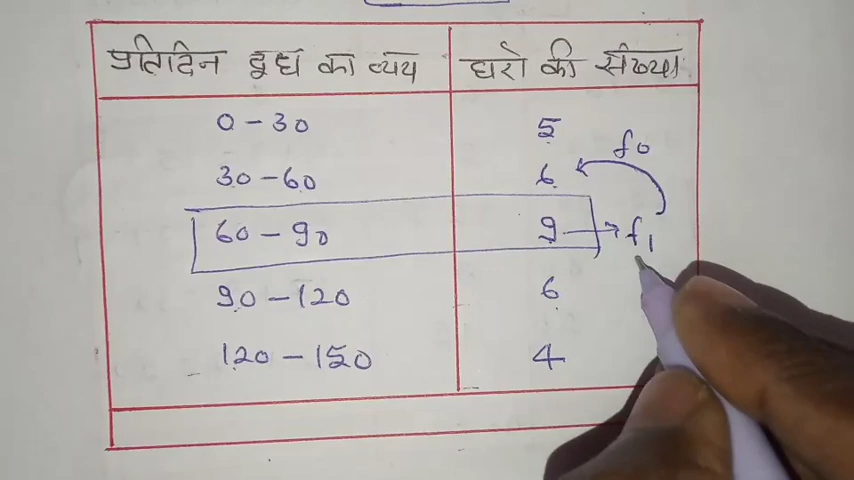 प्रतिदिन दूध का व्यय घरो की संख्या
0 - 30 5
30 - 60 6 f0
60 - 90 9 → f1
90 - 120 6
120 - 150 4